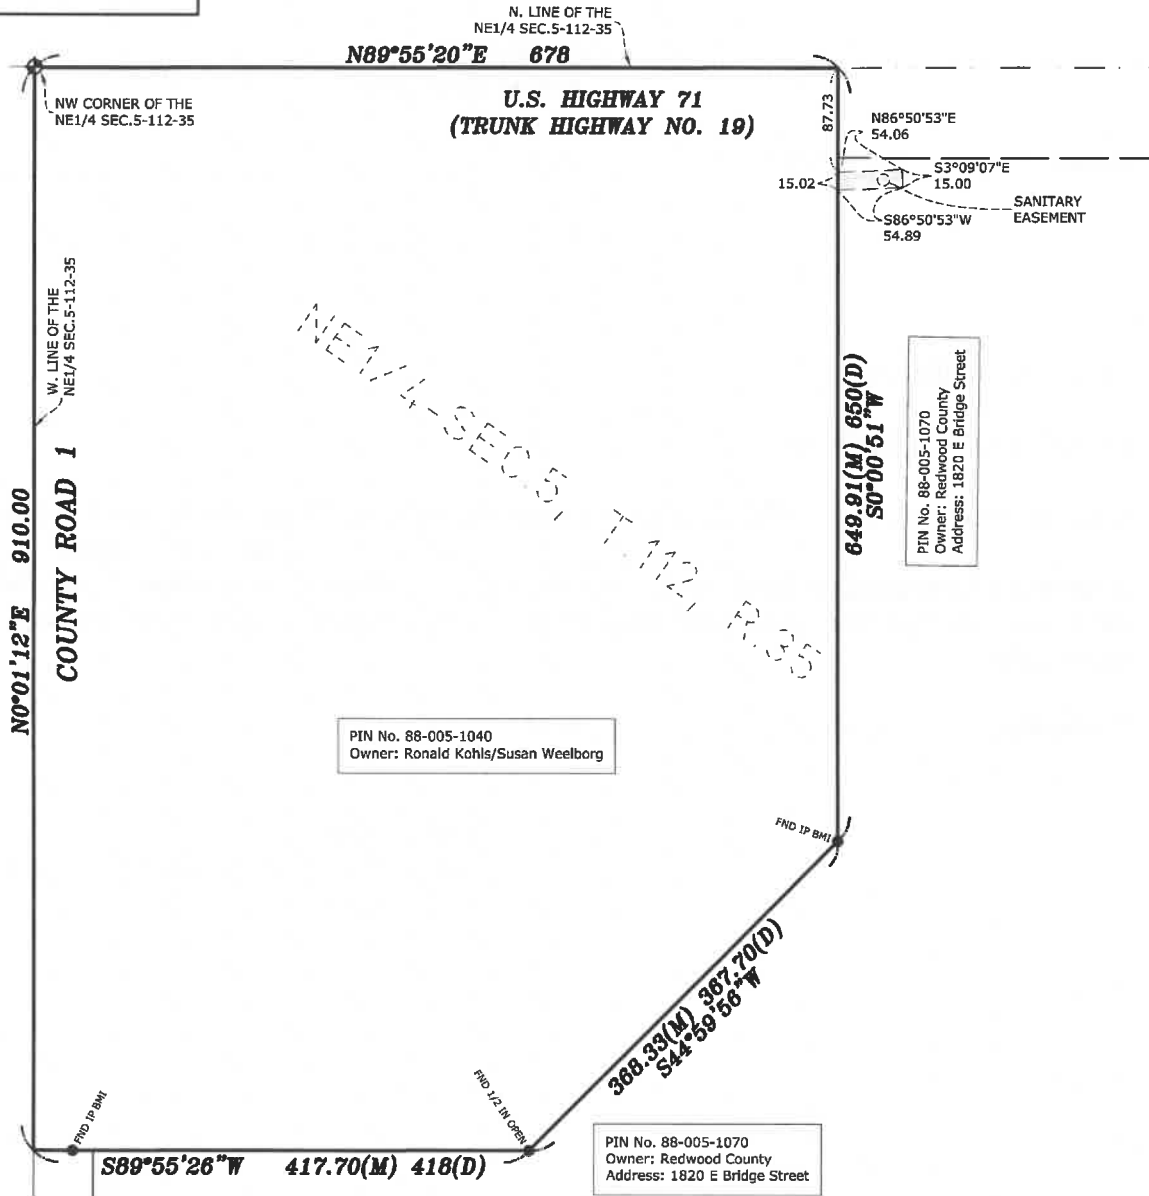 N. LINE OF THE
NE1/4 SEC.5-112-35
N89°55'20"E 678
NW CORNER OF THE
NE1/4 SEC.5-112-35
U.S. HIGHWAY 71
(TRUNK HIGHWAY NO. 19)
87.73
N86°50'53"E
54.06
S3°09'07"E
15.00
15.02
SANITARY
EASEMENT
S86°50'53"W
54.89
W. LINE OF THE
NE1/4 SEC.5-112-35
NE1/4-SEC.5, T.112, R.35
649.91(M) 650(D)
S0°00'51"W
PIN No. 88-005-1070
Owner: Redwood County
Address: 1820 E Bridge Street
N0°01'12"E 910.00
COUNTY ROAD 1
PIN No. 88-005-1040
Owner: Ronald Kohls/Susan Weelborg
FND IP BMI
368.33(M) 367.70(D)
S44°59'56"W
FND IP BMI
FND 1/2 IN OPEN
S89°55'26"W 417.70(M) 418(D)
PIN No. 88-005-1070
Owner: Redwood County
Address: 1820 E Bridge Street